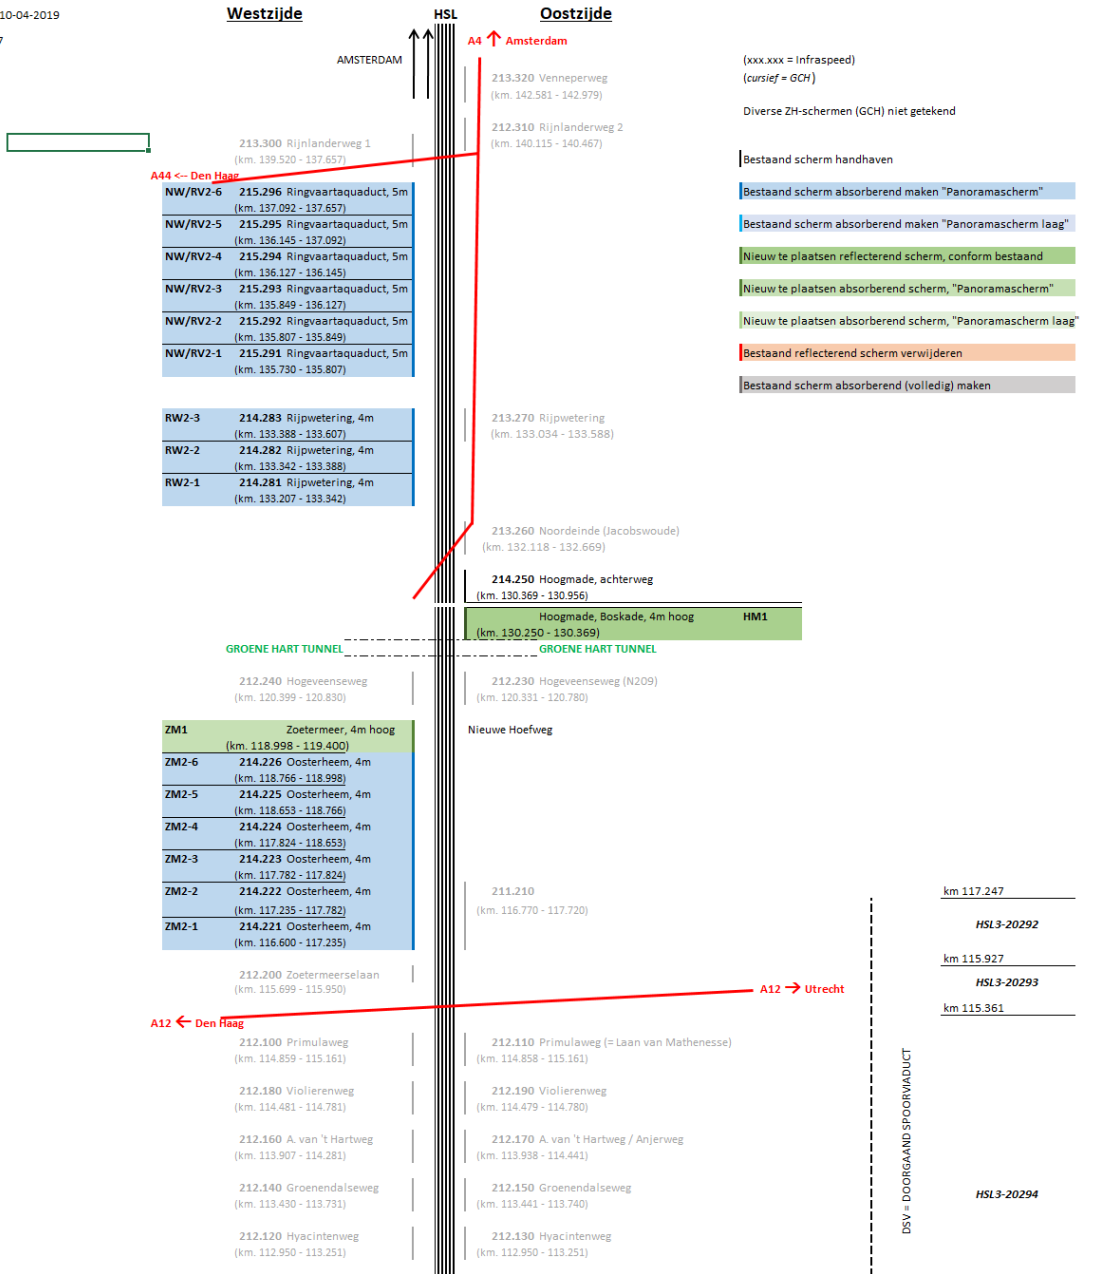 10-04-2019
Westzijde
HSL
Oostzijde
7
A4 ↑ Amsterdam
AMSTERDAM
(xxx.xxx = Infraspeed)
213.320 Venneperweg
(cursief = GCH)
(km. 142.581 - 142.979)
Diverse ZH-schermen (GCH) niet getekend
212.310 Rijnlanderweg 2
213.300 Rijnlanderweg 1
(km. 140.115 - 140.467)
(km. 139.520 - 137.657)
Bestaand scherm handhaven
A44 <-- Den Haag
NW/RV2-6 215.296 Ringvaartaquaduct, 5m
Bestaand scherm absorberend maken "Panoramascherm"
(km. 137.092 - 137.657)
NW/RV2-5 215.295 Ringvaartaquaduct, 5m
Bestaand scherm absorberend maken "Panoramascherm laag"
(km. 136.145 - 137.092)
NW/RV2-4 215.294 Ringvaartaquaduct, 5m
Nieuw te plaatsen reflecterend scherm, conform bestaand
(km. 136.127 - 136.145)
NW/RV2-3 215.293 Ringvaartaquaduct, 5m
Nieuw te plaatsen absorberend scherm, "Panoramascherm"
(km. 135.849 - 136.127)
NW/RV2-2 215.292 Ringvaartaquaduct, 5m
Nieuw te plaatsen absorberend scherm, "Panoramascherm laag"
(km. 135.807 - 135.849)
NW/RV2-1 215.291 Ringvaartaquaduct, 5m
Bestaand reflecterend scherm verwijderen
(km. 135.730 - 135.807)
Bestaand scherm absorberend (volledig) maken
RW2-3 214.283 Rijpwetering, 4m
213.270 Rijpwetering
(km. 133.388 - 133.607)
(km. 133.034 - 133.588)
RW2-2 214.282 Rijpwetering, 4m
(km. 133.342 - 133.388)
RW2-1 214.281 Rijpwetering, 4m
(km. 133.207 - 133.342)
213.260 Noordeinde (Jacobswoude)
(km. 132.118 - 132.669)
214.250 Hoogmade, achterweg
(km. 130.369 - 130.956)
Hoogmade, Boskade, 4m hoog HM1
(km. 130.250 - 130.369)
GROENE HART TUNNEL
GROENE HART TUNNEL
212.240 Hogeveenseweg
212.230 Hogeveenseweg (N209)
(km. 120.399 - 120.830)
(km. 120.331 - 120.780)
ZM1 Zoetermeer, 4m hoog
Nieuwe Hoefweg
(km. 118.998 - 119.400)
ZM2-6 214.226 Oosterheem, 4m
(km. 118.766 - 118.998)
ZM2-5 214.225 Oosterheem, 4m
(km. 118.653 - 118.766)
ZM2-4 214.224 Oosterheem, 4m
(km. 117.824 - 118.653)
ZM2-3 214.223 Oosterheem, 4m
(km. 117.782 - 117.824)
ZM2-2 214.222 Oosterheem, 4m
211.210
km 117.247
(km. 117.235 - 117.782)
(km. 116.770 - 117.720)
ZM2-1 214.221 Oosterheem, 4m
HSL3-20292
(km. 116.600 - 117.235)
km 115.927
212.200 Zoetermeerselaan
HSL3-20293
(km. 115.699 - 115.950)
A12 → Utrecht
km 115.361
A12 ← Den Haag
212.100 Primulaweg
212.110 Primulaweg (= Laan van Mathenesse)
(km. 114.859 - 115.161)
(km. 114.858 - 115.161)
212.180 Violierenweg
212.190 Violierenweg
(km. 114.481 - 114.781)
(km. 114.479 - 114.780)
212.160 A. van 't Hartweg
212.170 A. van 't Hartweg / Anjerweg
(km. 113.907 - 114.281)
(km. 113.938 - 114.441)
DSV = DOORGAAND SPOORVIADUCT
212.140 Groenendalseweg
212.150 Groenendalseweg
HSL3-20294
(km. 113.430 - 113.731)
(km. 113.441 - 113.740)
212.120 Hyacintenweg
212.130 Hyacintenweg
(km. 112.950 - 113.251)
(km. 112.950 - 113.251)